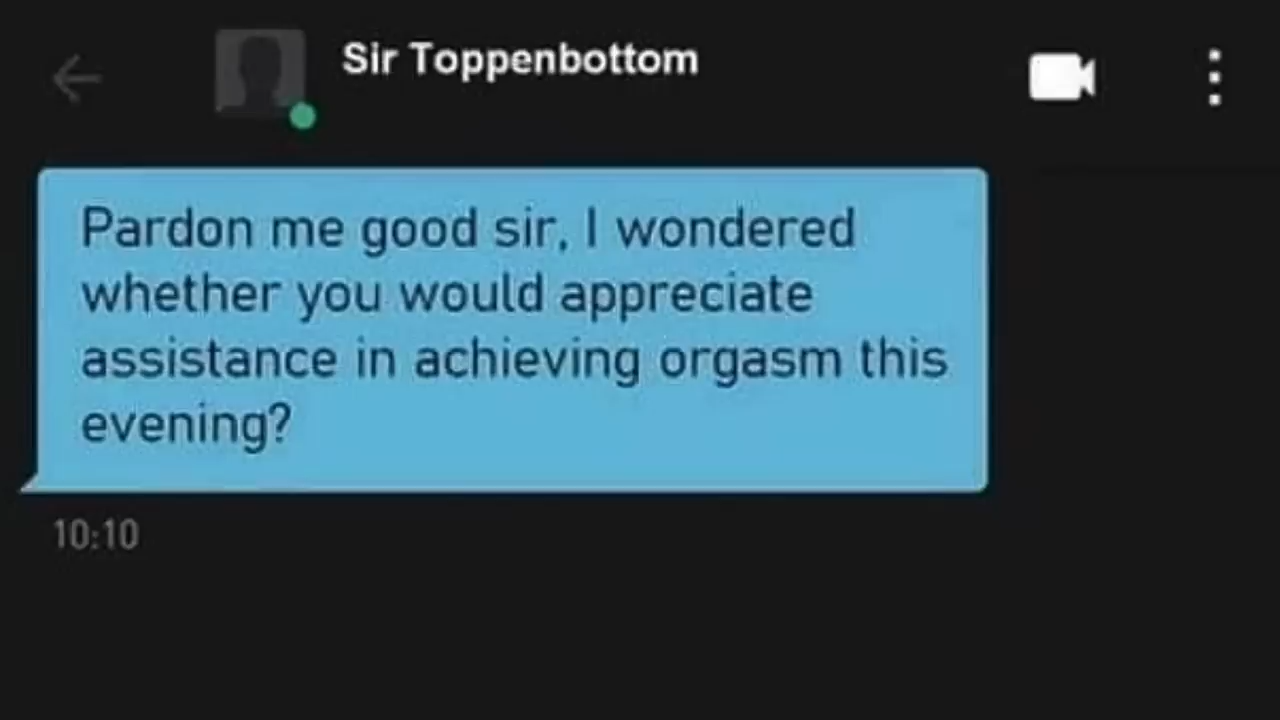 Sir Toppenbottom
Pardon me good sir, I wondered
whether you would appreciate
assistance in achieving orgasm this
evening?
10:10